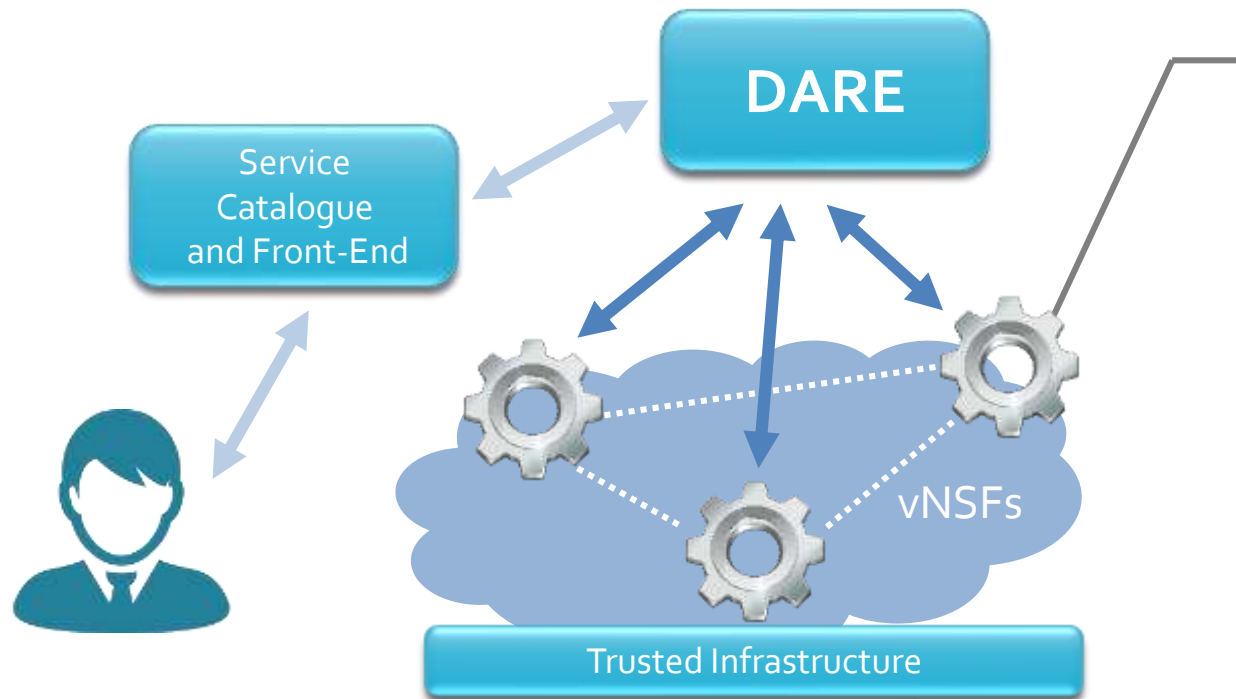 DARE
Service
Catalogue
and Front-End
vNSFs
Trusted Infrastructure